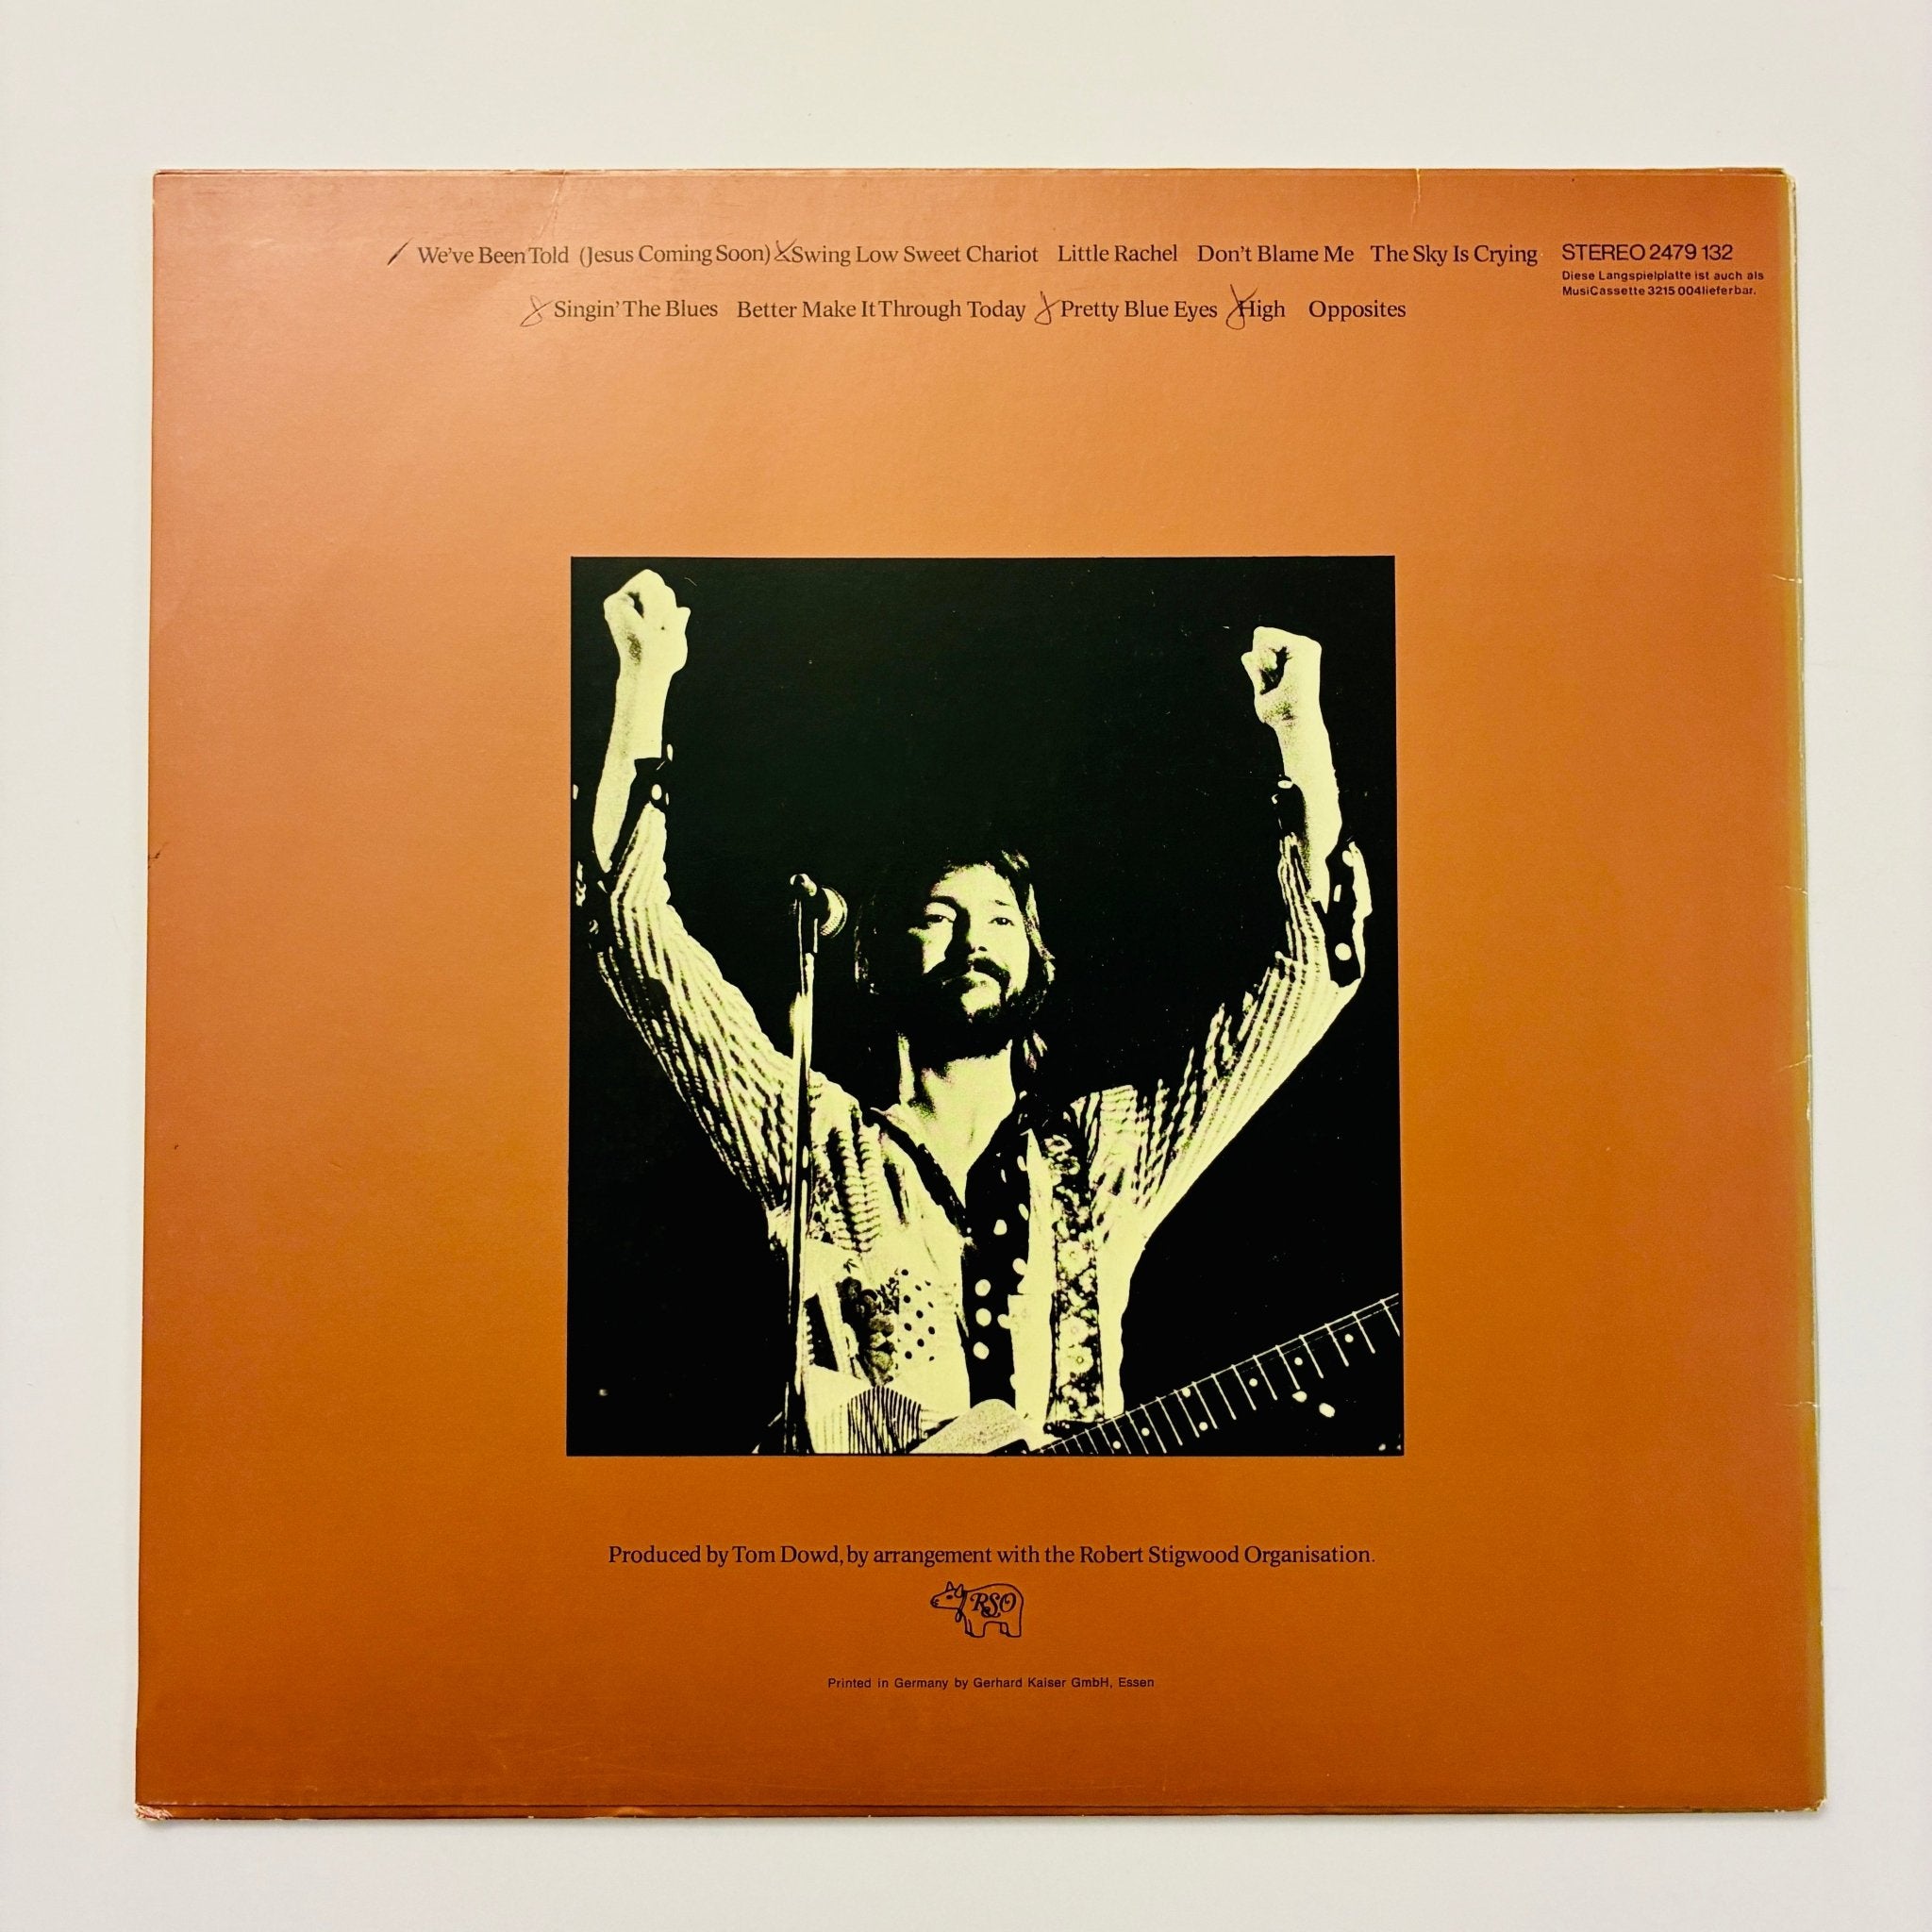 We've Been Told (Jesus Coming Soon) Swing Low Sweet Chariot Little Rachel Don't Blame Me The Sky Is Crying
Singin' The Blues Better Make It Through Today Pretty Blue Eyes High Opposites
STEREO 2479 132
Diese Langspielplatte ist auch als
MusiCassette 3215 004 lieferbar.
Produced by Tom Dowd, by arrangement with the Robert Stigwood Organisation.
RSO
Printed in Germany by Gerhard Kaiser GmbH, Essen